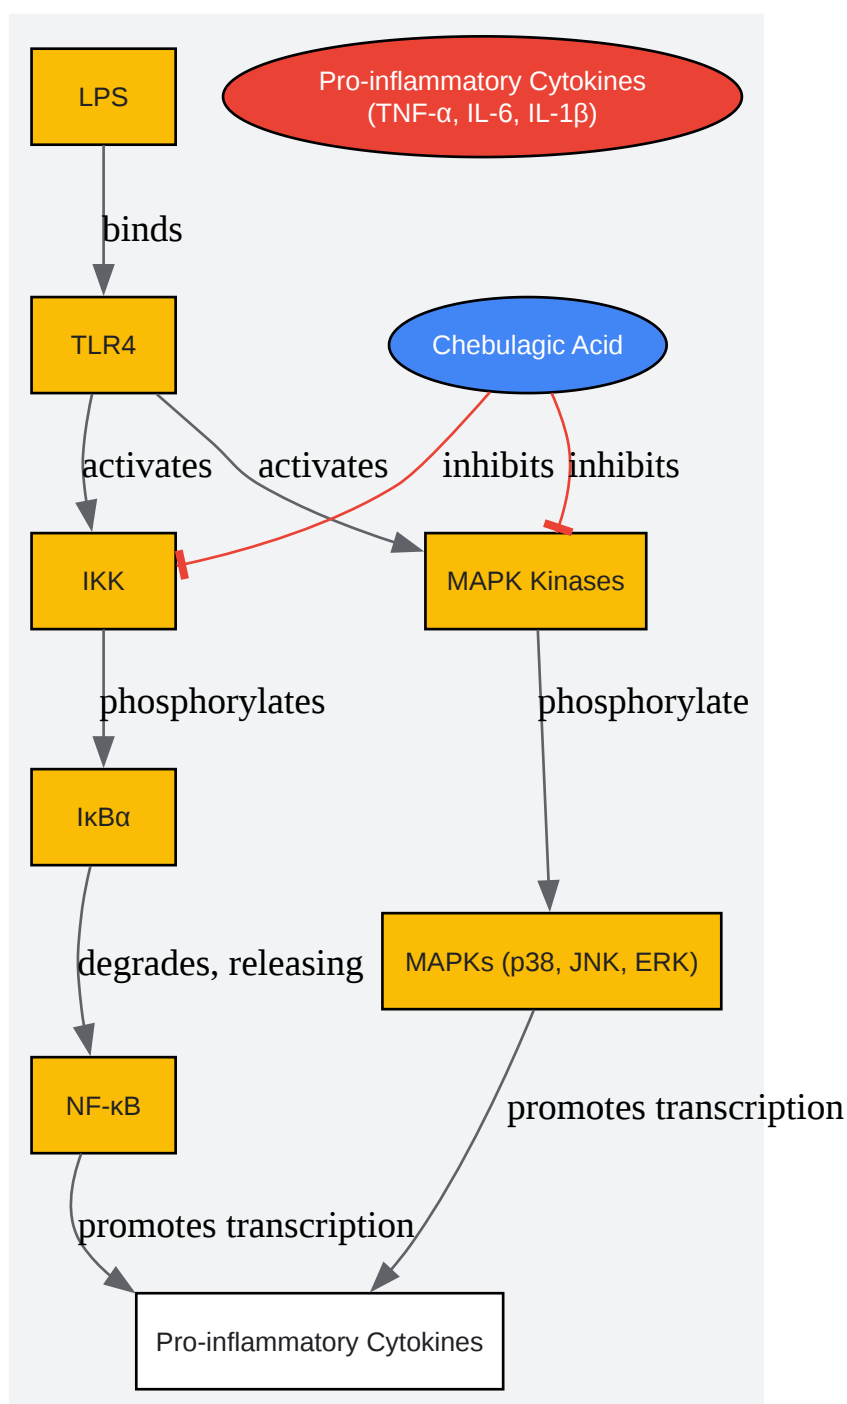 LPS
Pro-inflammatory Cytokines
(TNF-α, IL-6, IL-1β)
binds
TLR4
Chebulagic Acid
activates
activates
inhibits
inhibits
IKK
MAPK Kinases
phosphorylates
phosphorylate
IκBα
degrades, releasing
MAPKs (p38, JNK, ERK)
NF-κB
promotes transcription
promotes transcription
Pro-inflammatory Cytokines